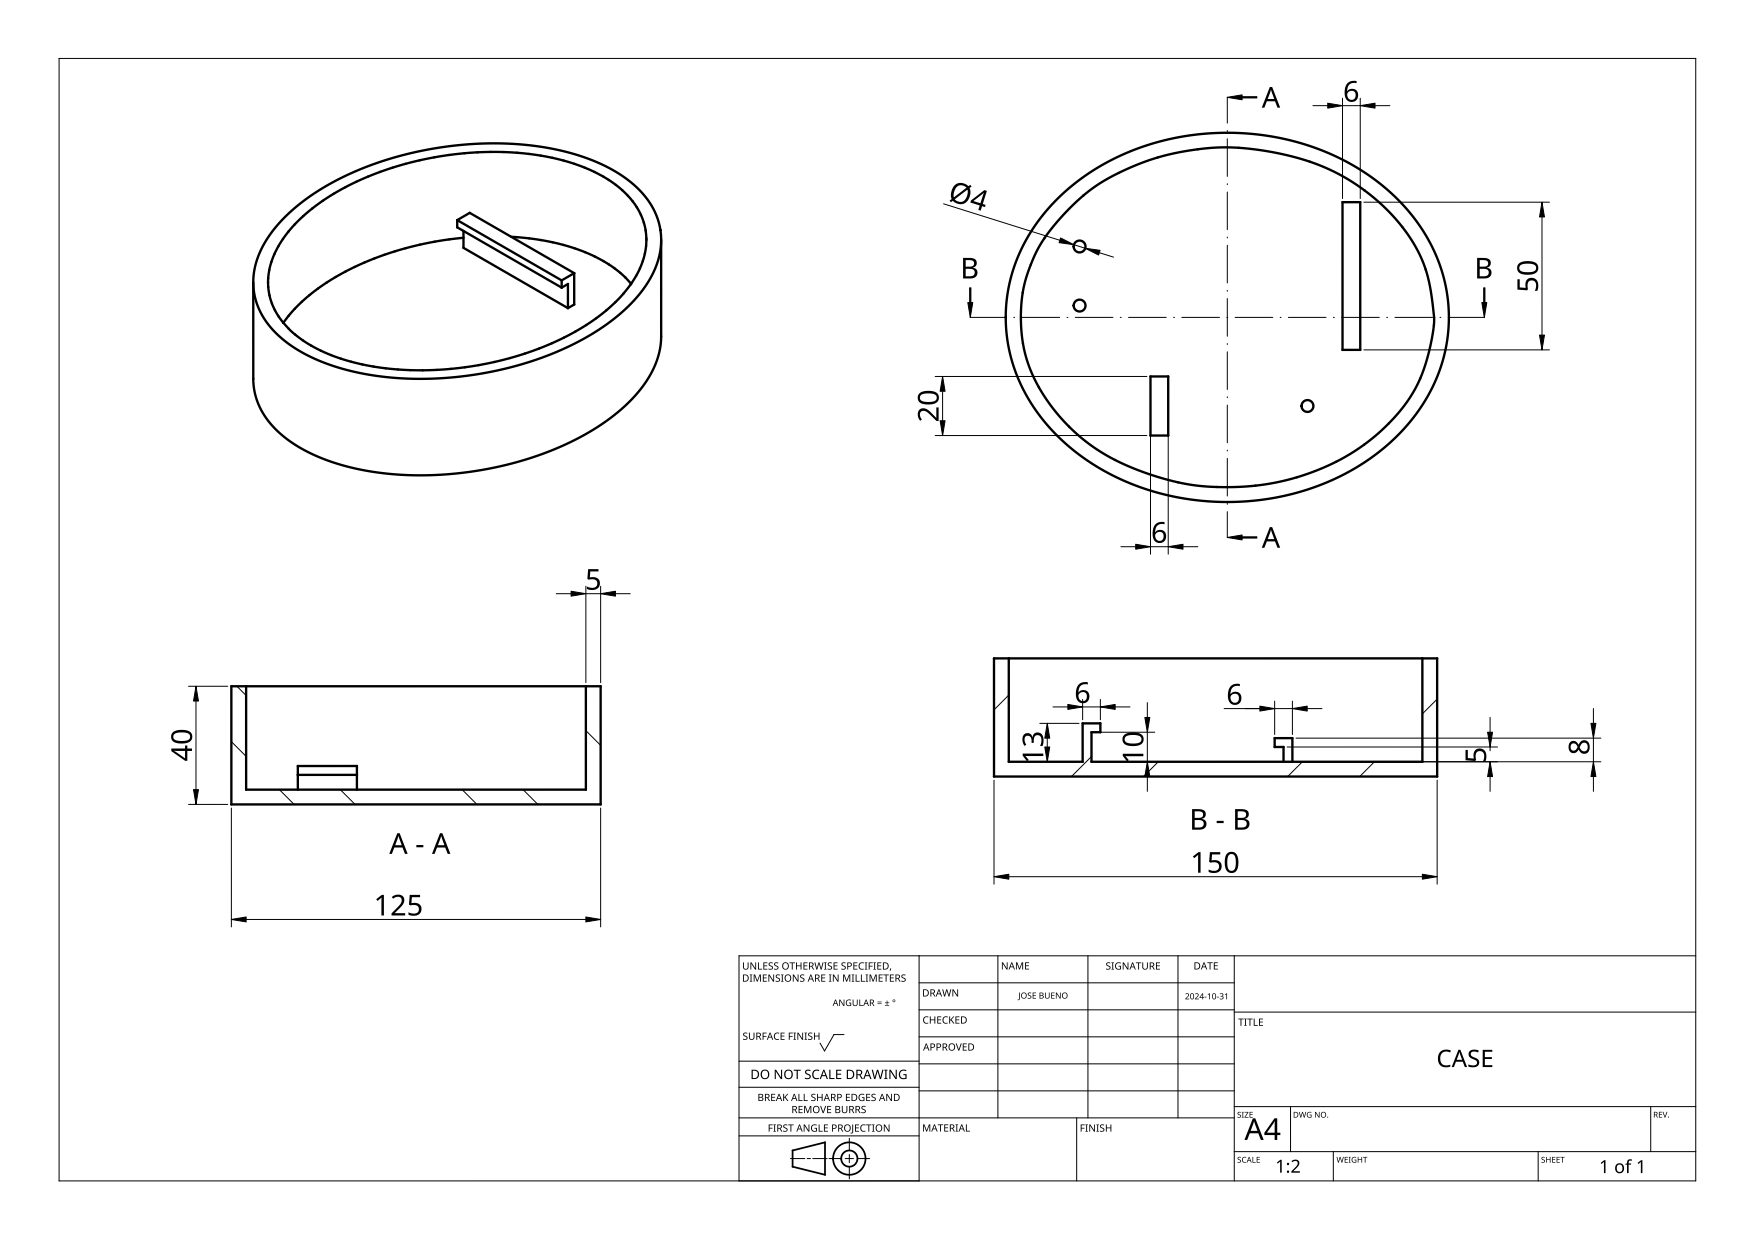 A
6
Ø4
B
B
50
20
6
A
5
40
A - A
125
6
6
13
10
5
8
B - B
150
UNLESS OTHERWISE SPECIFIED,
DIMENSIONS ARE IN MILLIMETERS
ANGULAR = ± °
SURFACE FINISH
DO NOT SCALE DRAWING
BREAK ALL SHARP EDGES AND
REMOVE BURRS
FIRST ANGLE PROJECTION
NAME SIGNATURE DATE
DRAWN JOSE BUENO 2024-10-31
CHECKED
APPROVED
MATERIAL FINISH
TITLE
CASE
SIZE DWG NO. REV.
A4
SCALE 1:2 WEIGHT SHEET 1 of 1